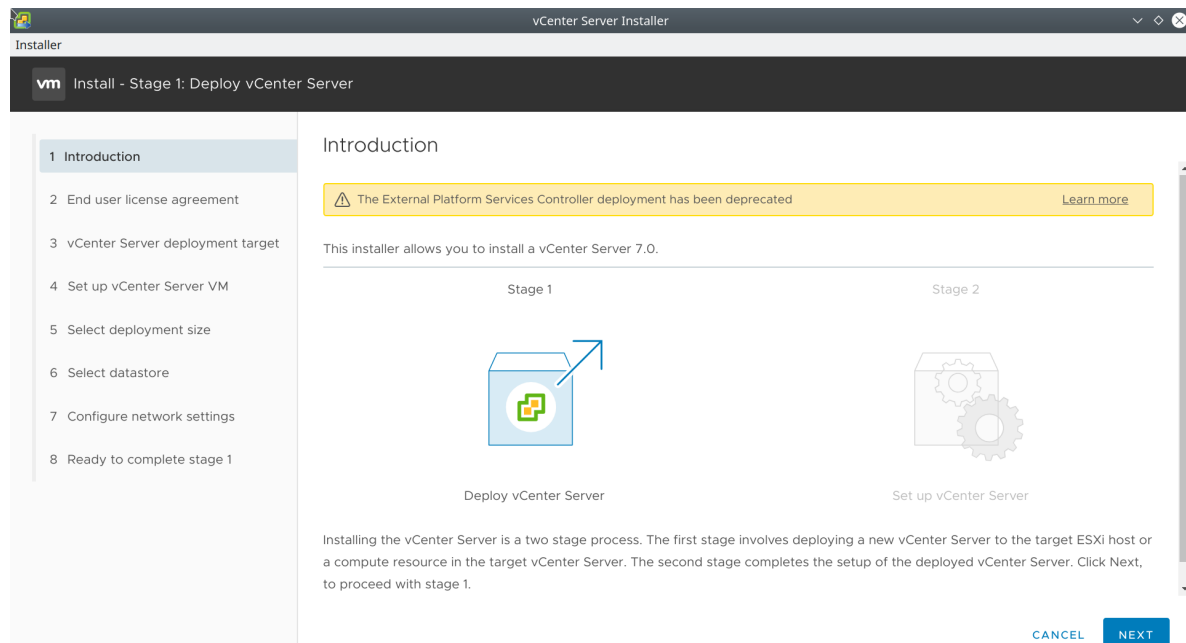 vCenter Server Installer
Installer
vm Install - Stage 1: Deploy vCenter Server
1 Introduction
2 End user license agreement
3 vCenter Server deployment target
4 Set up vCenter Server VM
5 Select deployment size
6 Select datastore
7 Configure network settings
8 Ready to complete stage 1
Introduction
The External Platform Services Controller deployment has been deprecated Learn more
This installer allows you to install a vCenter Server 7.0.
Stage 1 Stage 2
Deploy vCenter Server Set up vCenter Server
Installing the vCenter Server is a two stage process. The first stage involves deploying a new vCenter Server to the target ESXi host or
a compute resource in the target vCenter Server. The second stage completes the setup of the deployed vCenter Server. Click Next,
to proceed with stage 1.
CANCEL NEXT